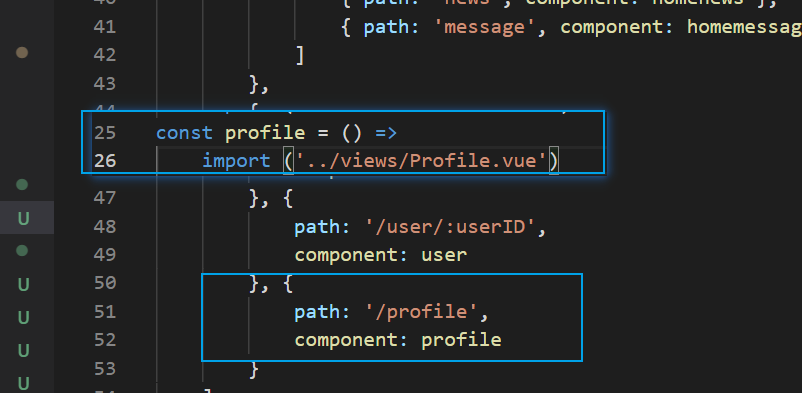 { path: 'news', component: homenews },
41 { path: 'message', component: homemessag
42 ]
43 },
25 const profile = () =>
26 import ('../views/Profile.vue')
47 }, {
U 48 path: '/user/:userID',
49 component: user
U 50 }, {
U 51 path: '/profile',
U 52 component: profile
U 53 }